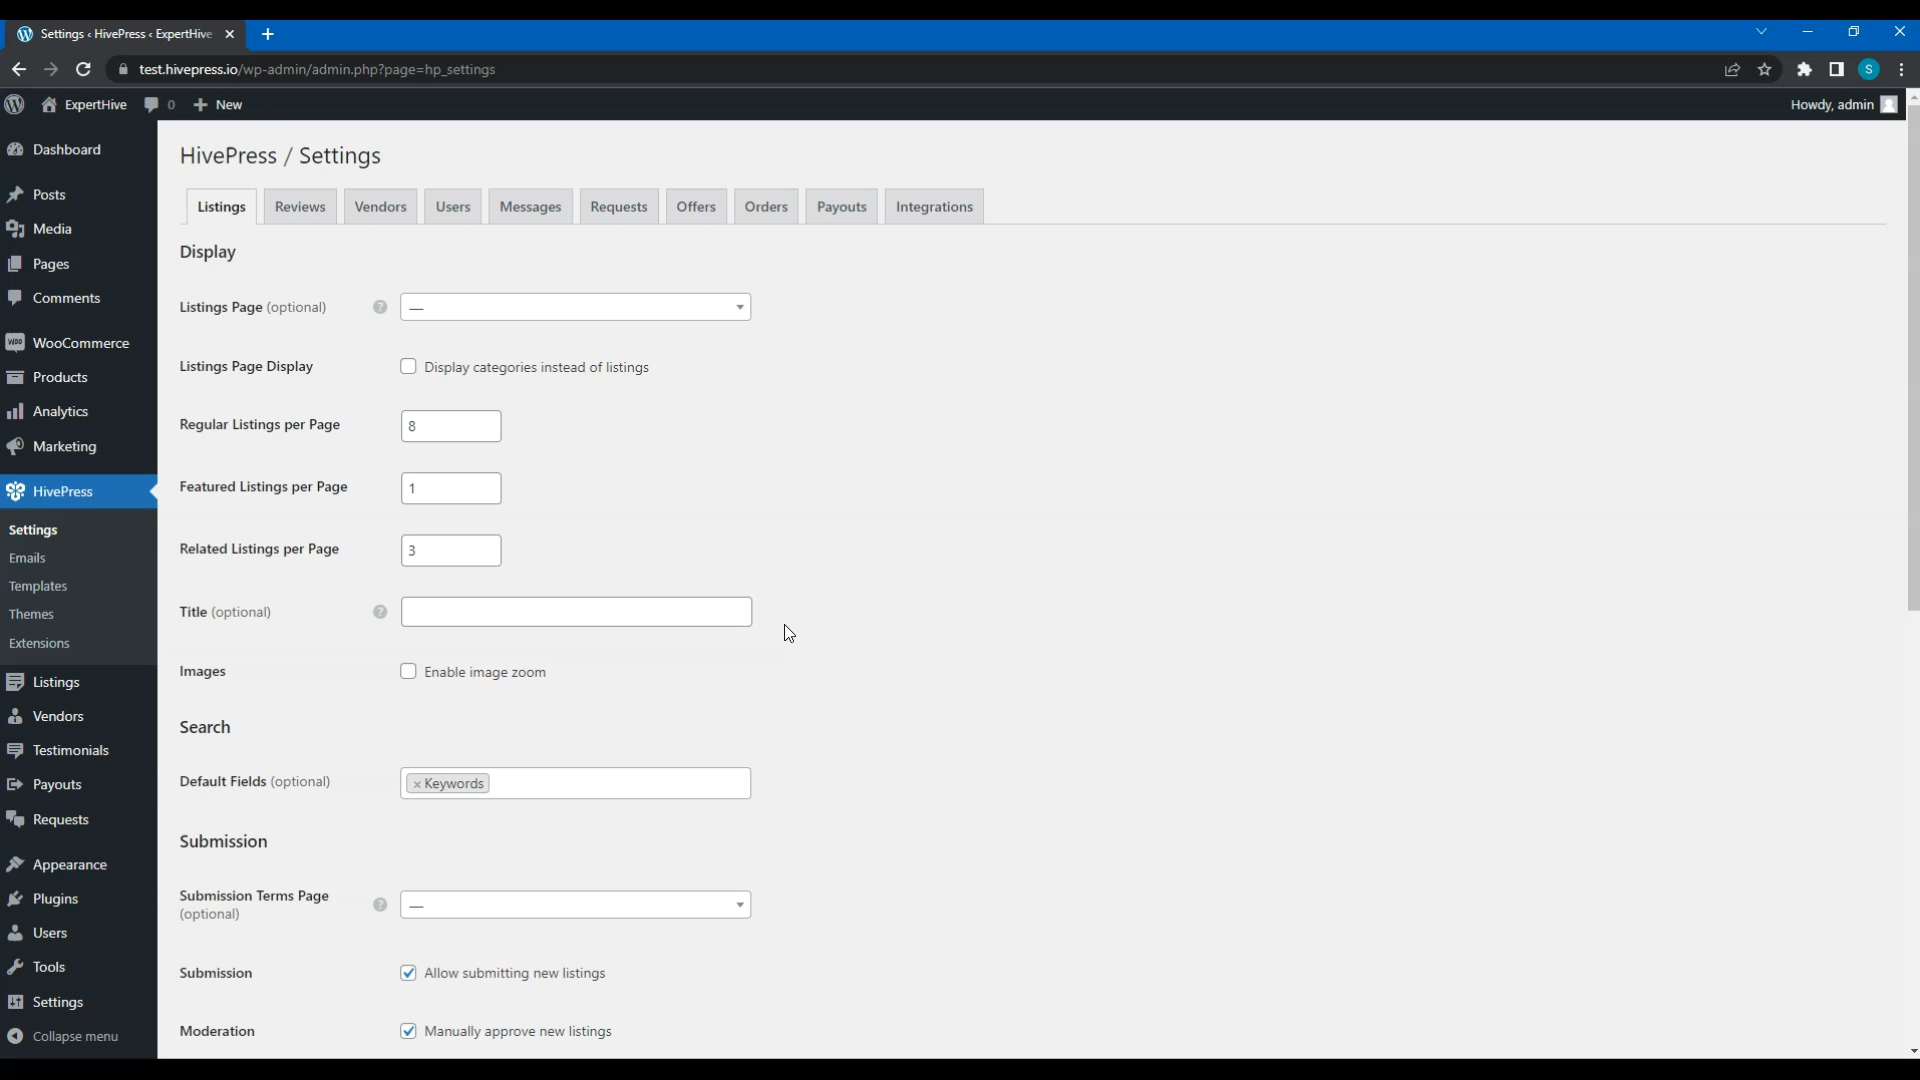 Settings ‹ HivePress ‹ ExpertHive
test.hivepress.io/wp-admin/admin.php?page=hp_settings
S
ExpertHive
0
New
Howdy, admin
Dashboard
Posts
Media
Pages
Comments
WooCommerce
Products
Analytics
Marketing
HivePress
Settings
Emails
Templates
Themes
Extensions
Listings
Vendors
Testimonials
Payouts
Requests
Appearance
Plugins
Users
Tools
Settings
Collapse menu
HivePress / Settings
Listings
Reviews
Vendors
Users
Messages
Requests
Offers
Orders
Payouts
Integrations
Display
Listings Page (optional)
?
—
Listings Page Display
Display categories instead of listings
Regular Listings per Page
8
Featured Listings per Page
1
Related Listings per Page
3
Title (optional)
?
Images
Enable image zoom
Search
Default Fields (optional)
× Keywords
Submission
Submission Terms Page
(optional)
?
—
Submission
Allow submitting new listings
Moderation
Manually approve new listings